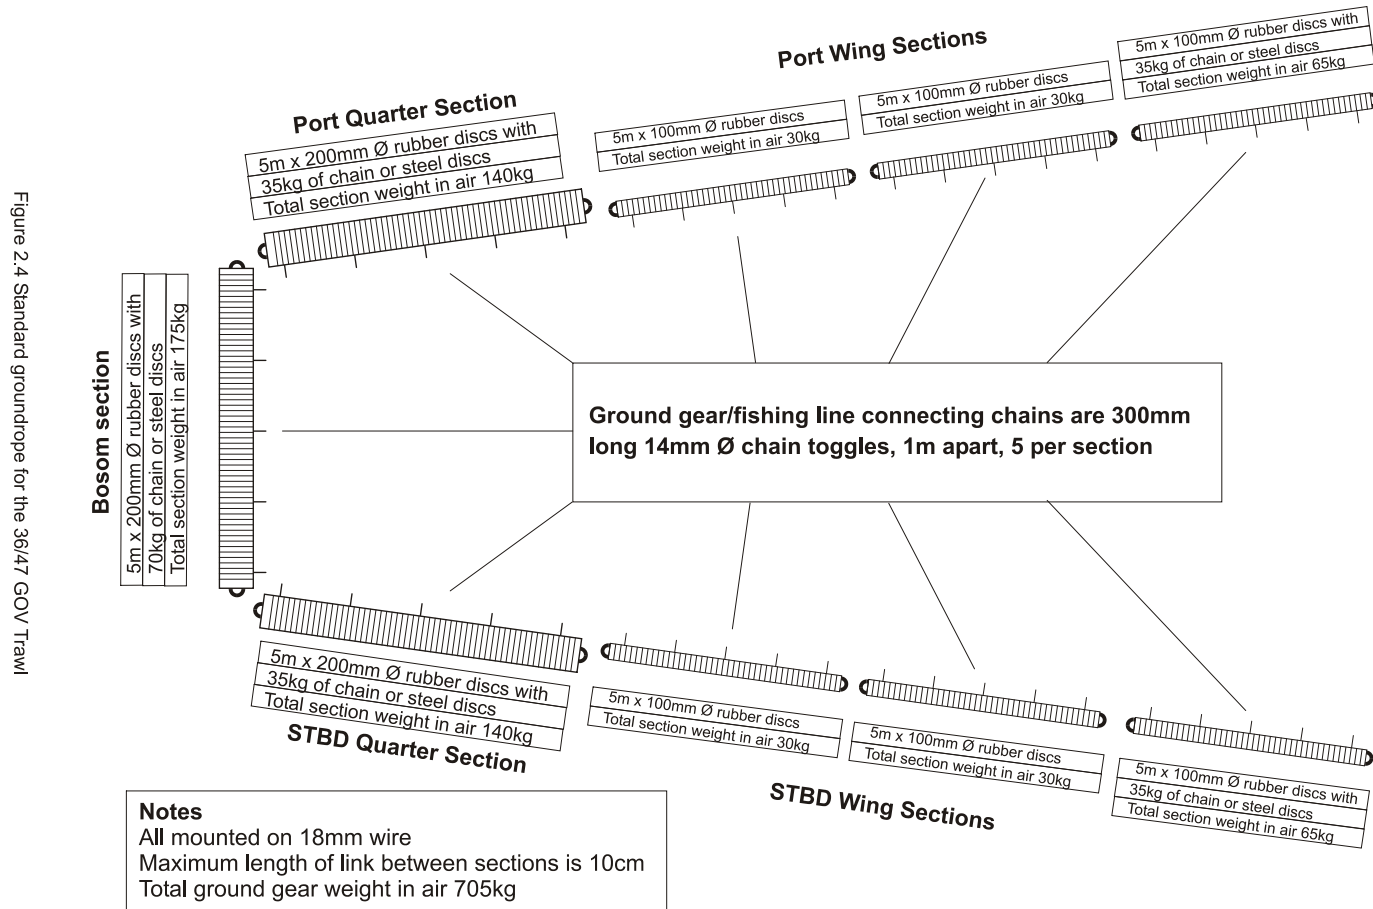 Port Wing Sections
5m x 100mm Ø rubber discs with
35kg of chain or steel discs
Total section weight in air 65kg
5m x 100mm Ø rubber discs
Total section weight in air 30kg
5m x 100mm Ø rubber discs
Total section weight in air 30kg
Port Quarter Section
5m x 200mm Ø rubber discs with
35kg of chain or steel discs
Total section weight in air 140kg
Figure 2.4 Standard groundrope for the 36/47 GOV Trawl
Bosom section
5m x 200mm Ø rubber discs with
70kg of chain or steel discs
Total section weight in air 175kg
Ground gear/fishing line connecting chains are 300mm
long 14mm Ø chain toggles, 1m apart, 5 per section
5m x 200mm Ø rubber discs with
35kg of chain or steel discs
Total section weight in air 140kg
STBD Quarter Section
5m x 100mm Ø rubber discs
Total section weight in air 30kg
5m x 100mm Ø rubber discs
Total section weight in air 30kg
5m x 100mm Ø rubber discs with
35kg of chain or steel discs
Total section weight in air 65kg
STBD Wing Sections
Notes
All mounted on 18mm wire
Maximum length of link between sections is 10cm
Total ground gear weight in air 705kg